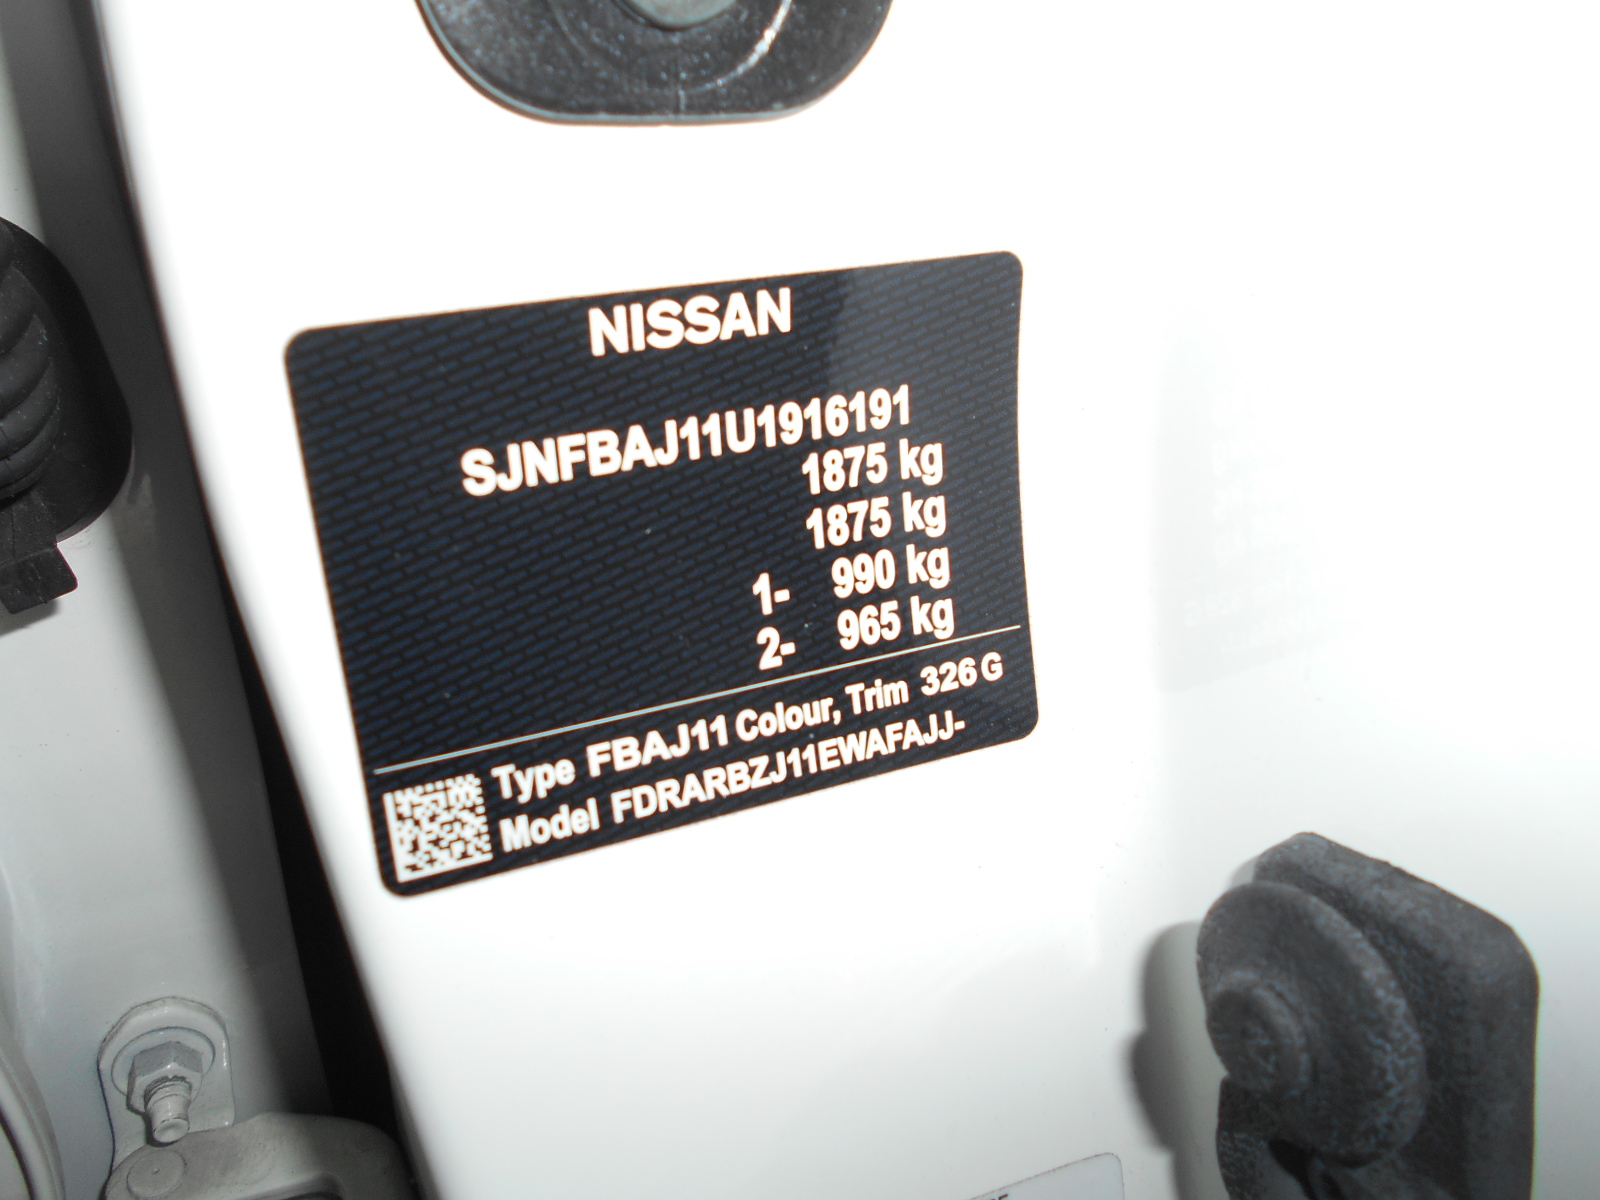 NISSAN
SJNFBAJ11U1916191
1875 kg
1875 kg
1- 990 kg
2- 965 kg
Type FBAJ11 Colour, Trim 326 G
Model FDRARBZJ11EWAFAJJ-